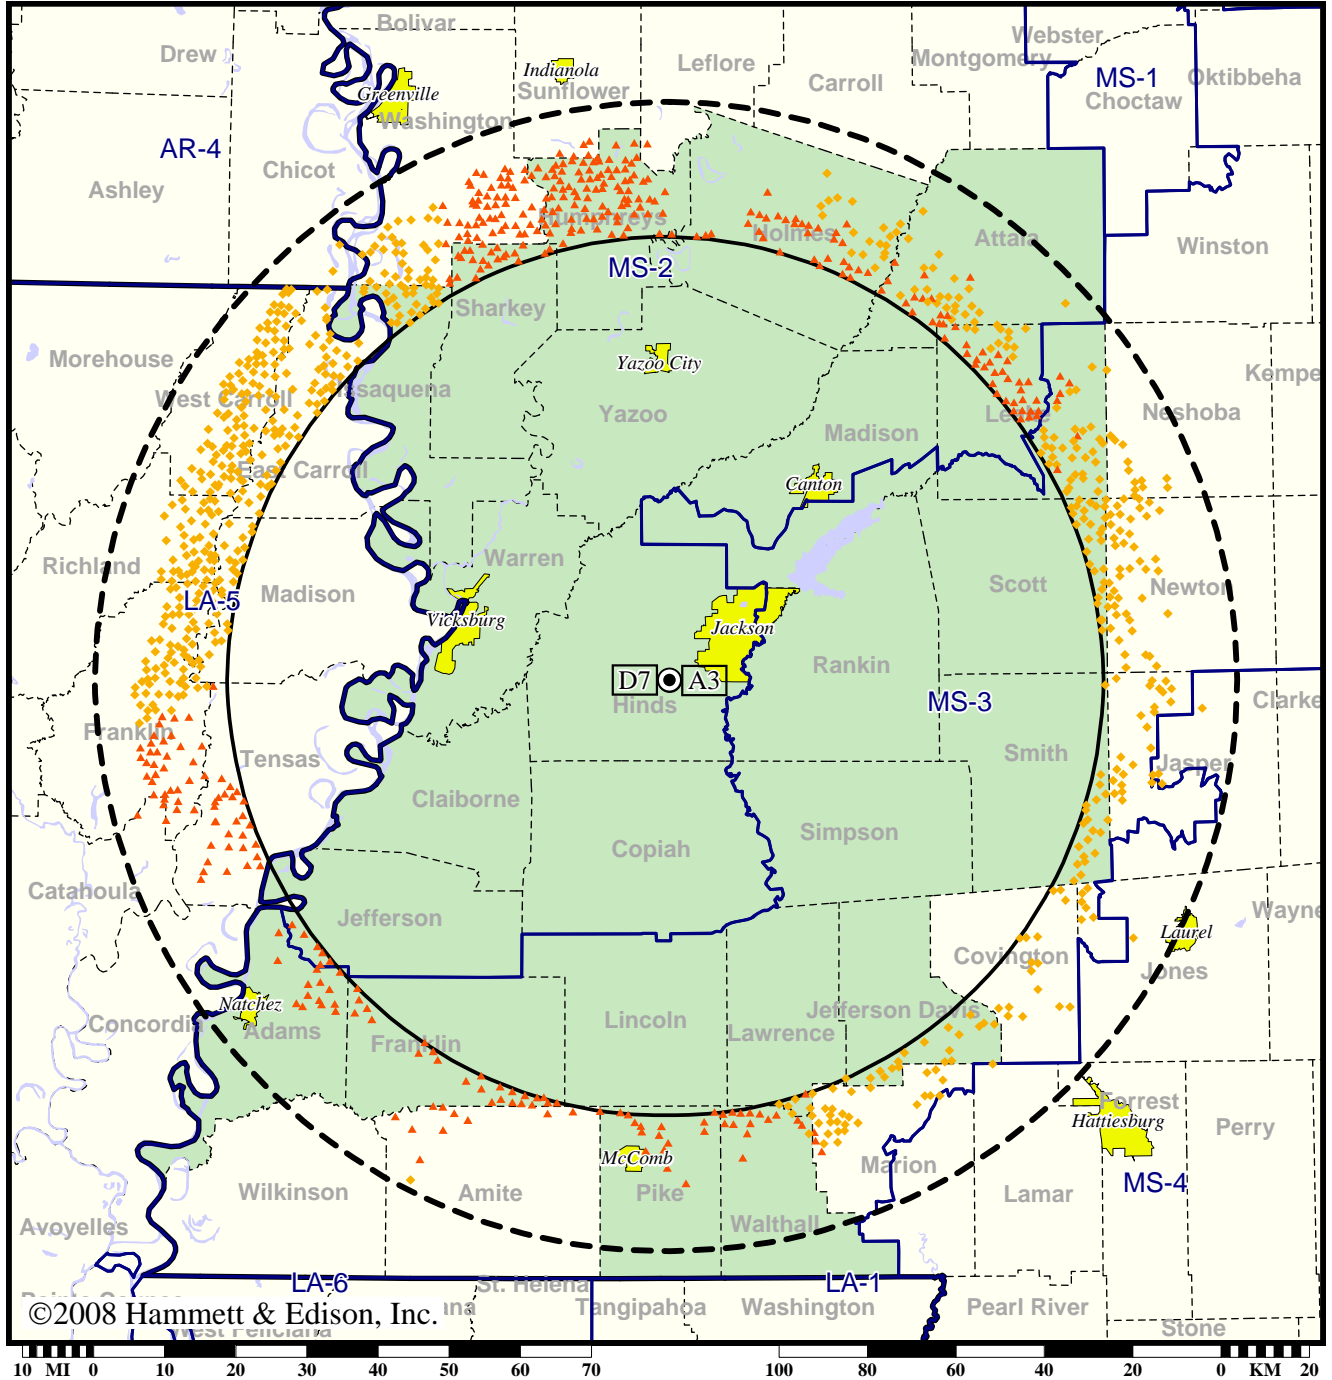 Bolivar
Webster
Drew
Montgomery
Leflore
Indianola
MS-1
Oktibbeha
Carroll
Sunflower
Greenville
Choctaw
Washington
AR-4
Chicot
Ashley
Humphreys
Holmes
Attala
Winston
MS-2
Sharkey
Morehouse
Yazoo City
Kempe
West Carroll
Issaquena
Yazoo
Leake
Neshoba
Madison
East Carroll
Canton
Warren
Richland
Scott
Newton
Madison
LA-5
Vicksburg
Jackson
Rankin
D7
A3
Hinds
MS-3
Clarke
Franklin
Tensas
Smith
Jasper
Claiborne
Simpson
Copiah
Catahoula
Jefferson
Wayne
Laurel
Covington
Jones
Natchez
Concordia
Adams
Jefferson Davis
Lincoln
Lawrence
Franklin
Forrest
Hattiesburg
Perry
McComb
Marion
Wilkinson
Amite
Pike
Lamar
MS-4
Avoyelles
Walthall
LA-6
St. Helena
LA-1
Tangipahoa
Washington
Pearl River
©2008 Hammett & Edison, Inc.
ana
West Feliciana
Stone
10 MI 0 10 20 30 40 50 60 70
100 80 60 40 20 0 KM 20